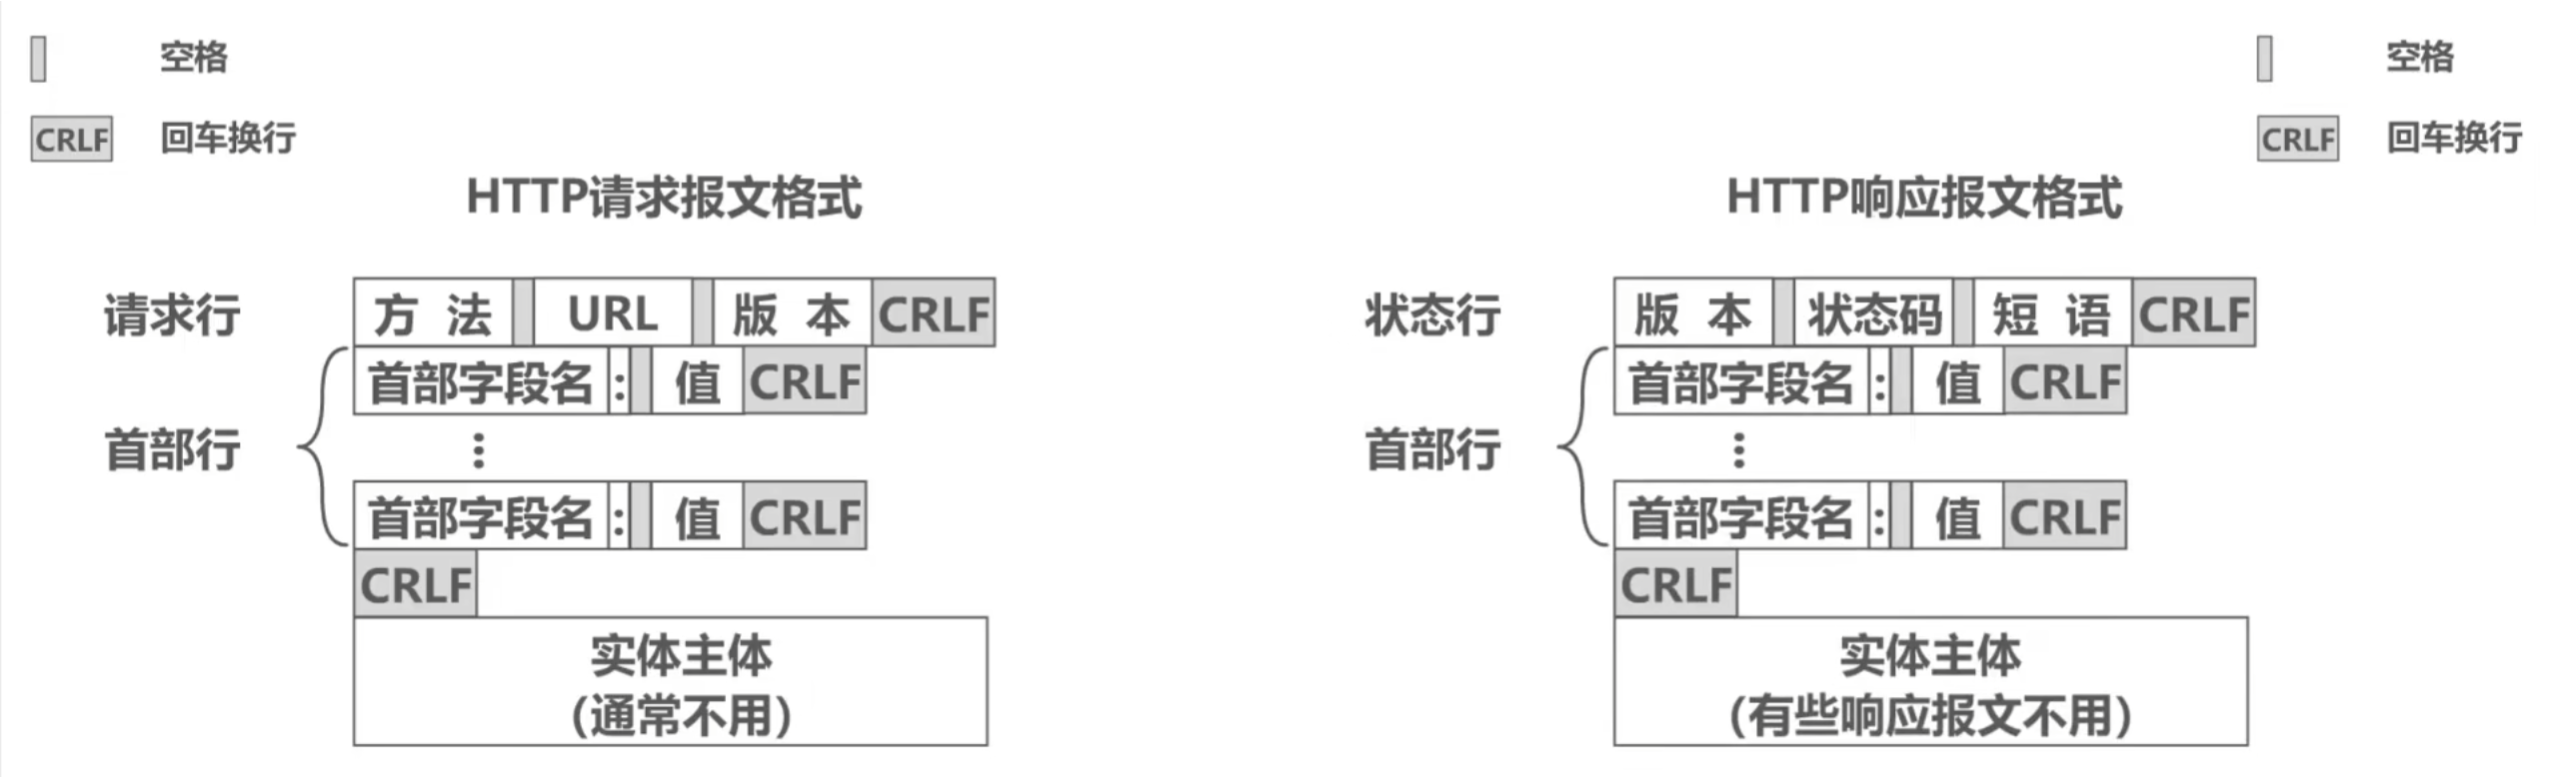 空格
CRLF 回车换行
HTTP请求报文格式
请求行 方 法 URL 版 本 CRLF
首部字段名 : 值 CRLF
首部行
首部字段名 : 值 CRLF
CRLF
实体主体
(通常不用)
空格
CRLF 回车换行
HTTP响应报文格式
状态行 版 本 状态码 短 语 CRLF
首部字段名 : 值 CRLF
首部行
首部字段名 : 值 CRLF
CRLF
实体主体
(有些响应报文不用)